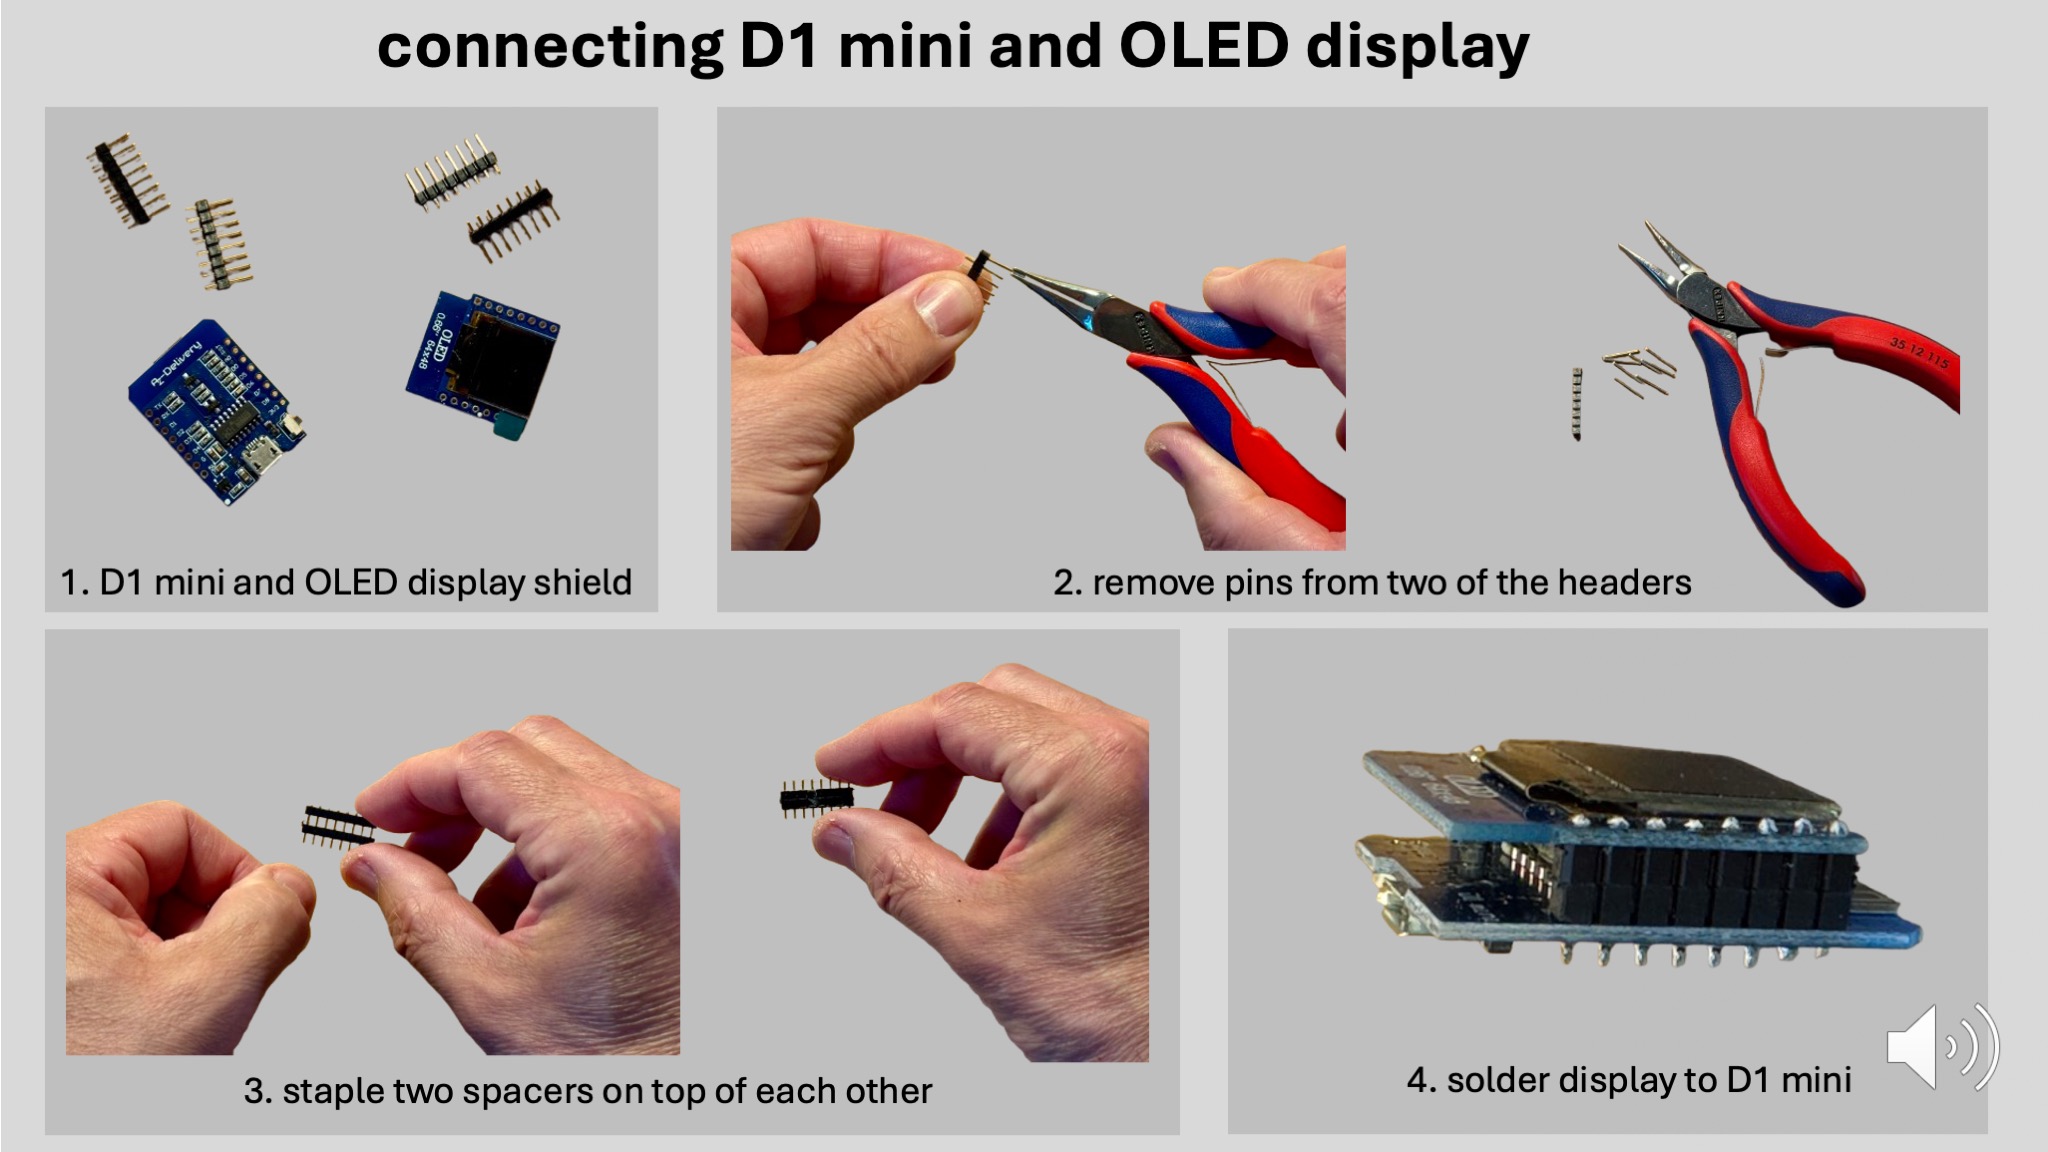 connecting D1 mini and OLED display
AZ-Delivery
0.66"
OLED
64x48
1. D1 mini and OLED display shield
35 12 115
2. remove pins from two of the headers
3. staple two spacers on top of each other
4. solder display to D1 mini